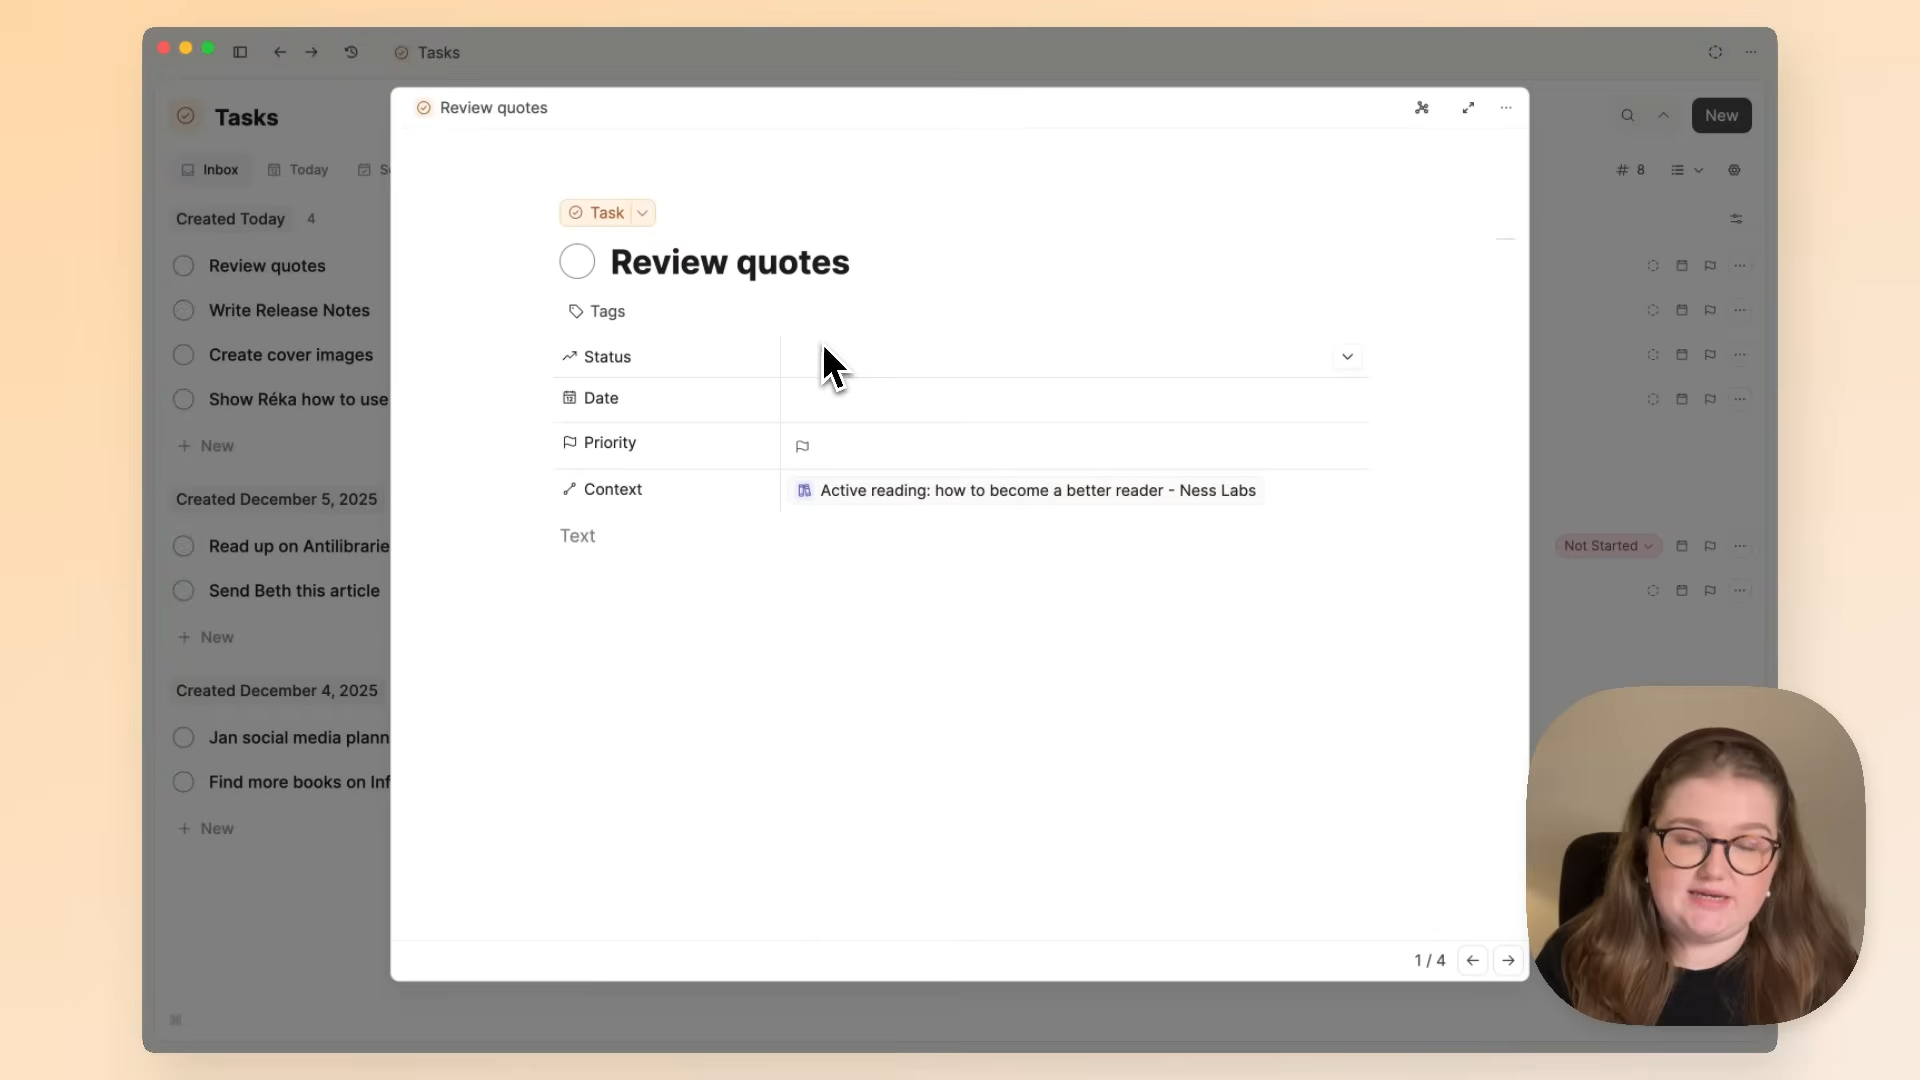 Tasks
Review quotes
Tasks
New
Inbox
Today
8
Task
Created Today 4
Review quotes
Review quotes
Tags
Write Release Notes
Status
Create cover images
Date
Show Réka how to use
Priority
New
Context
Active reading: how to become a better reader - Ness Labs
Created December 5, 2025
Text
Read up on Antilibrarie
Not Started
Send Beth this article
New
Created December 4, 2025
Jan social media plann
Find more books on Inf
New
1 / 4